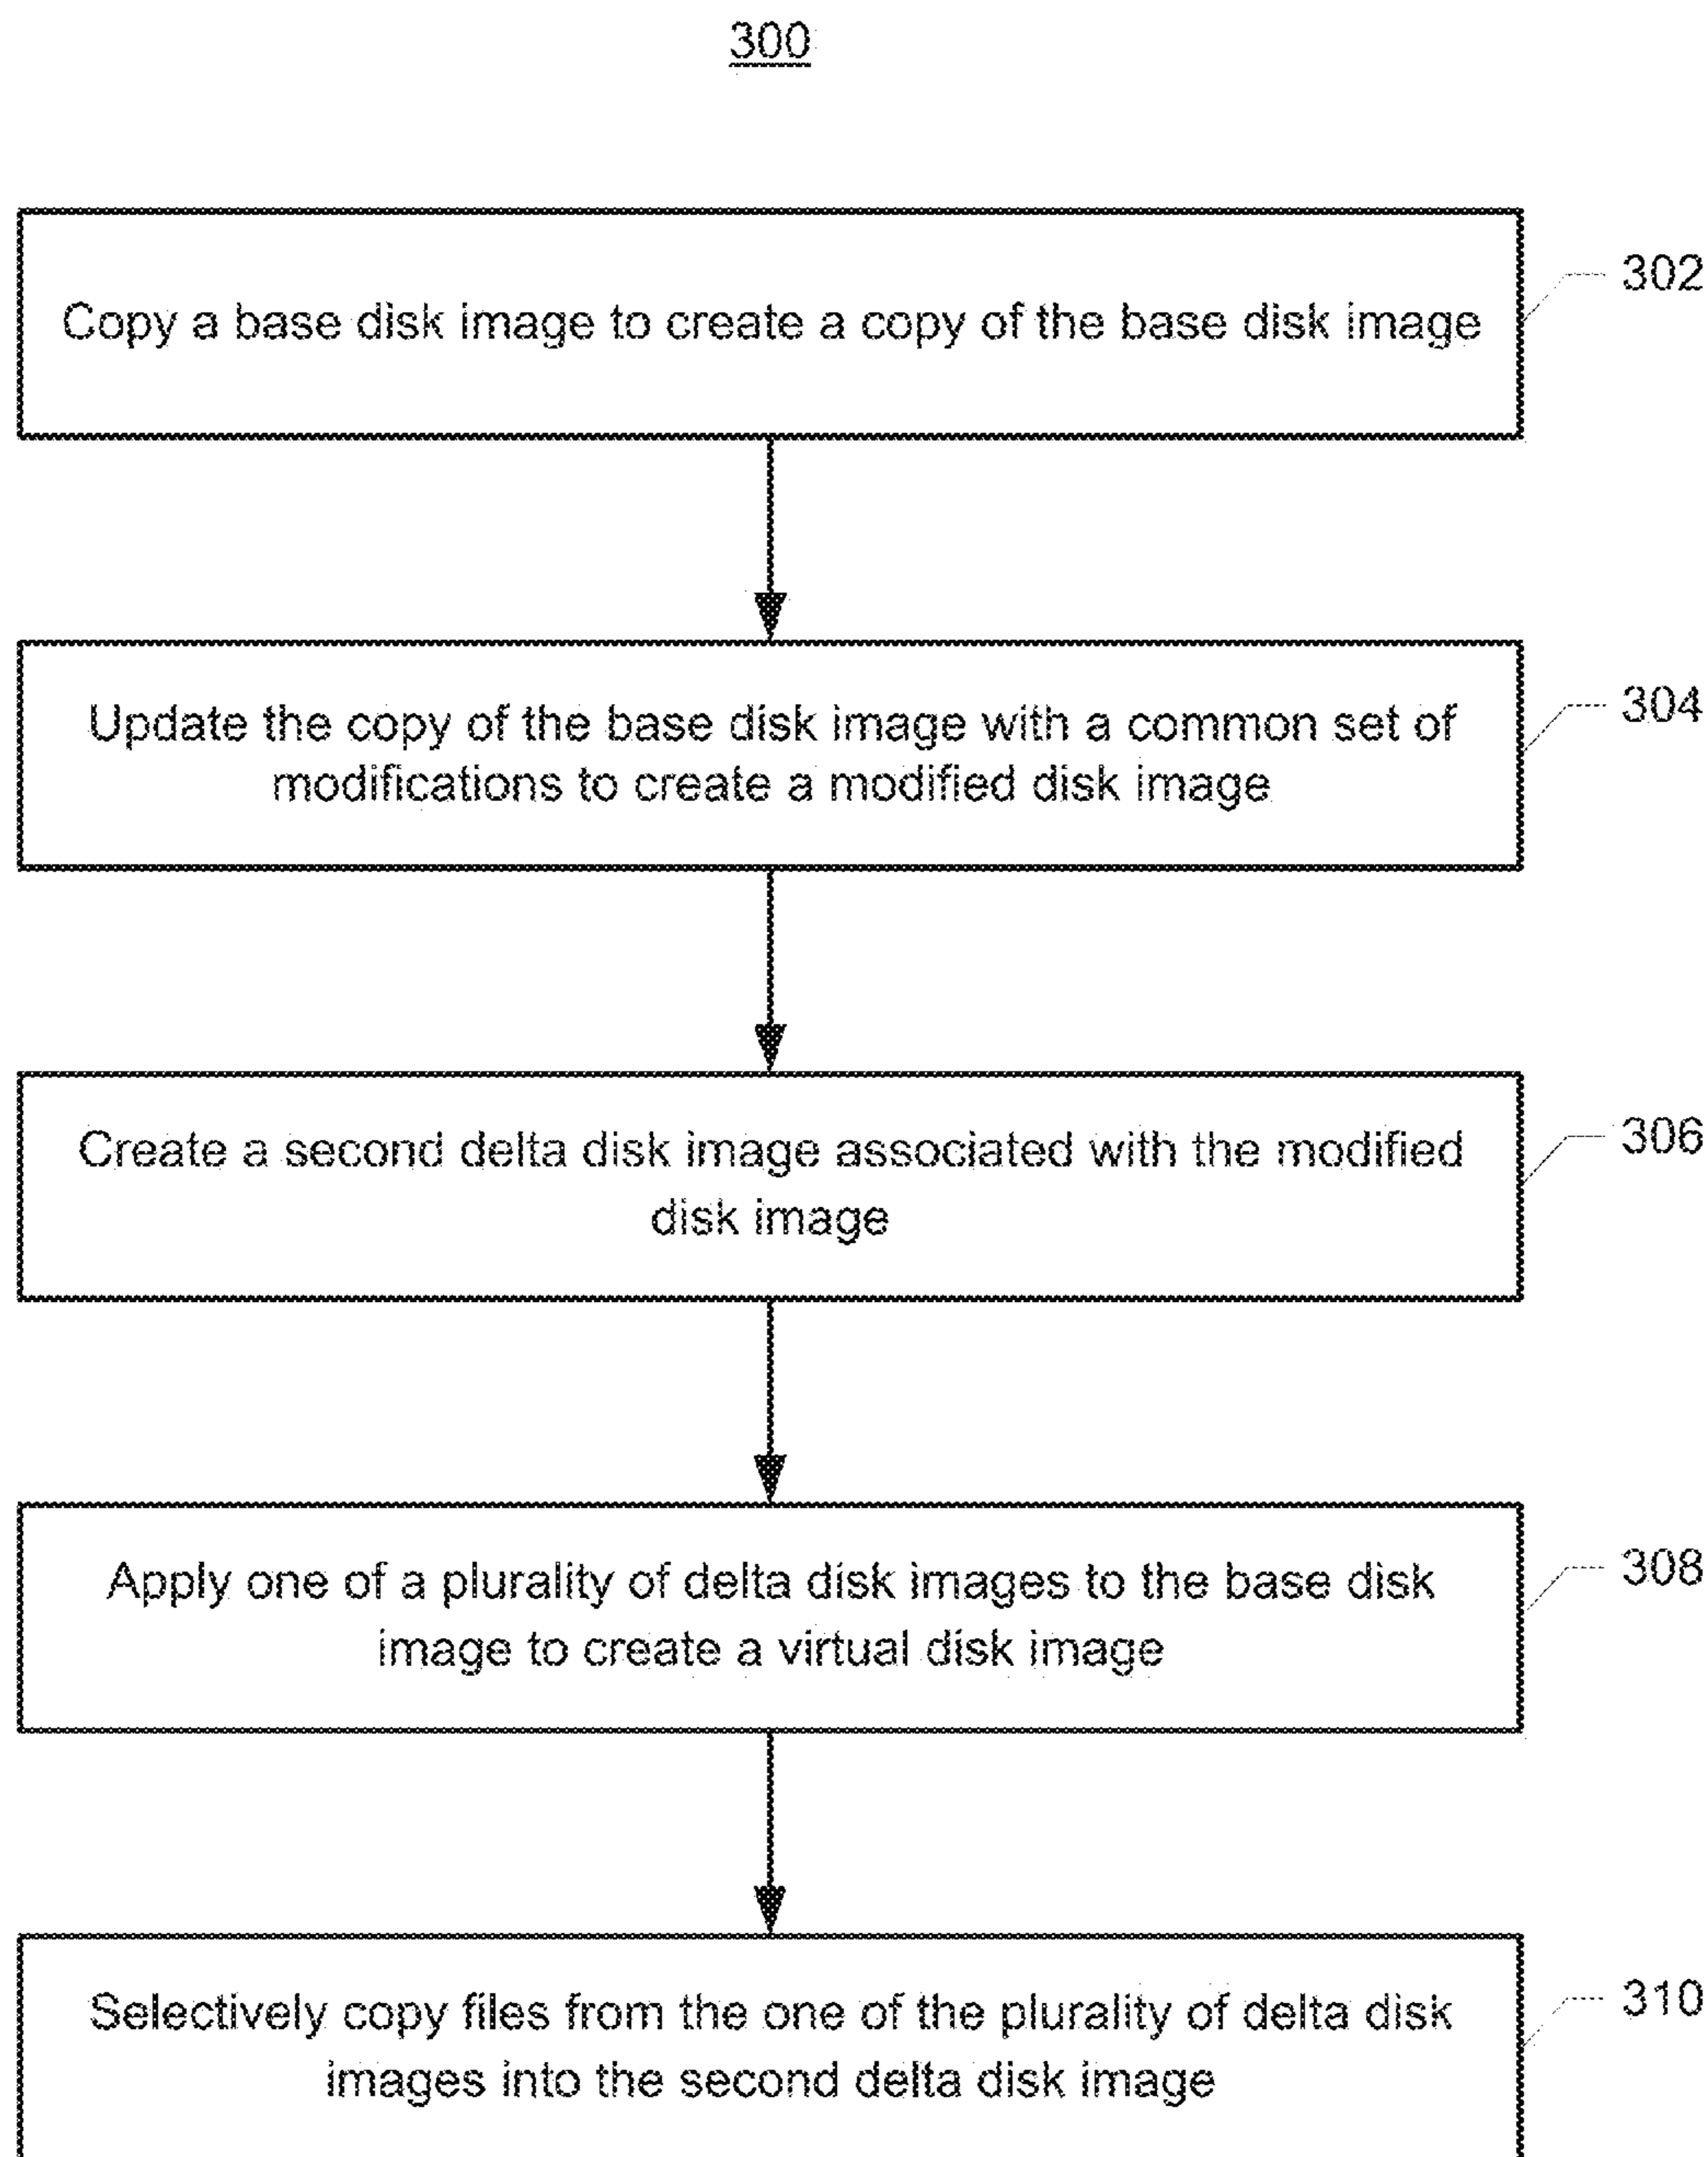 300
Copy a base disk image to create a copy of the base disk image
302
Update the copy of the base disk image with a common set of
modifications to create a modified disk image
304
Create a second delta disk image associated with the modified
disk image
306
Apply one of a plurality of delta disk images to the base disk
image to create a virtual disk image
308
Selectively copy files from the one of the plurality of delta disk
images into the second delta disk image
310